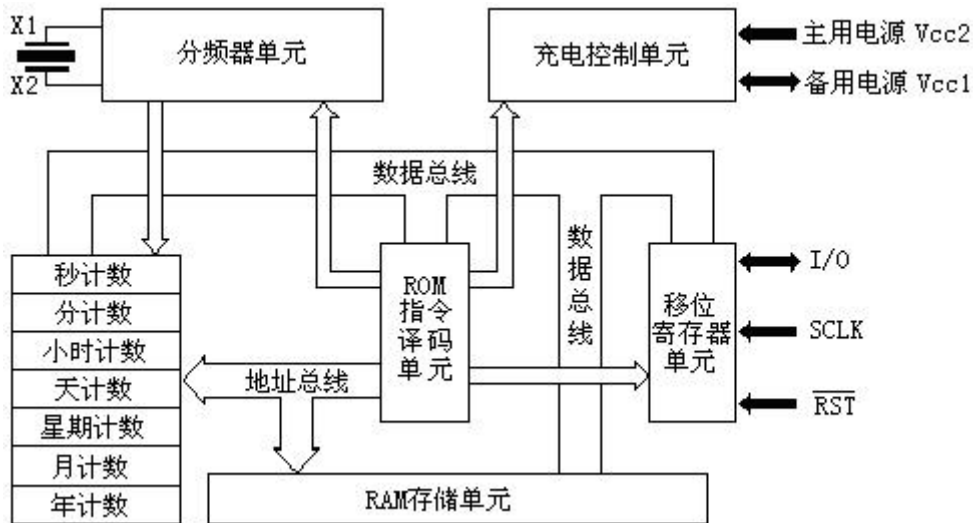 X1
X2
分频器单元
充电控制单元
主用电源 Vcc2
备用电源 Vcc1
数据总线
数据总线
秒计数
分计数
小时计数
天计数
星期计数
月计数
年计数
ROM
指令
译码
单元
地址总线
移位
寄存器
单元
I/O
SCLK
R̅S̅T̅
RAM存储单元